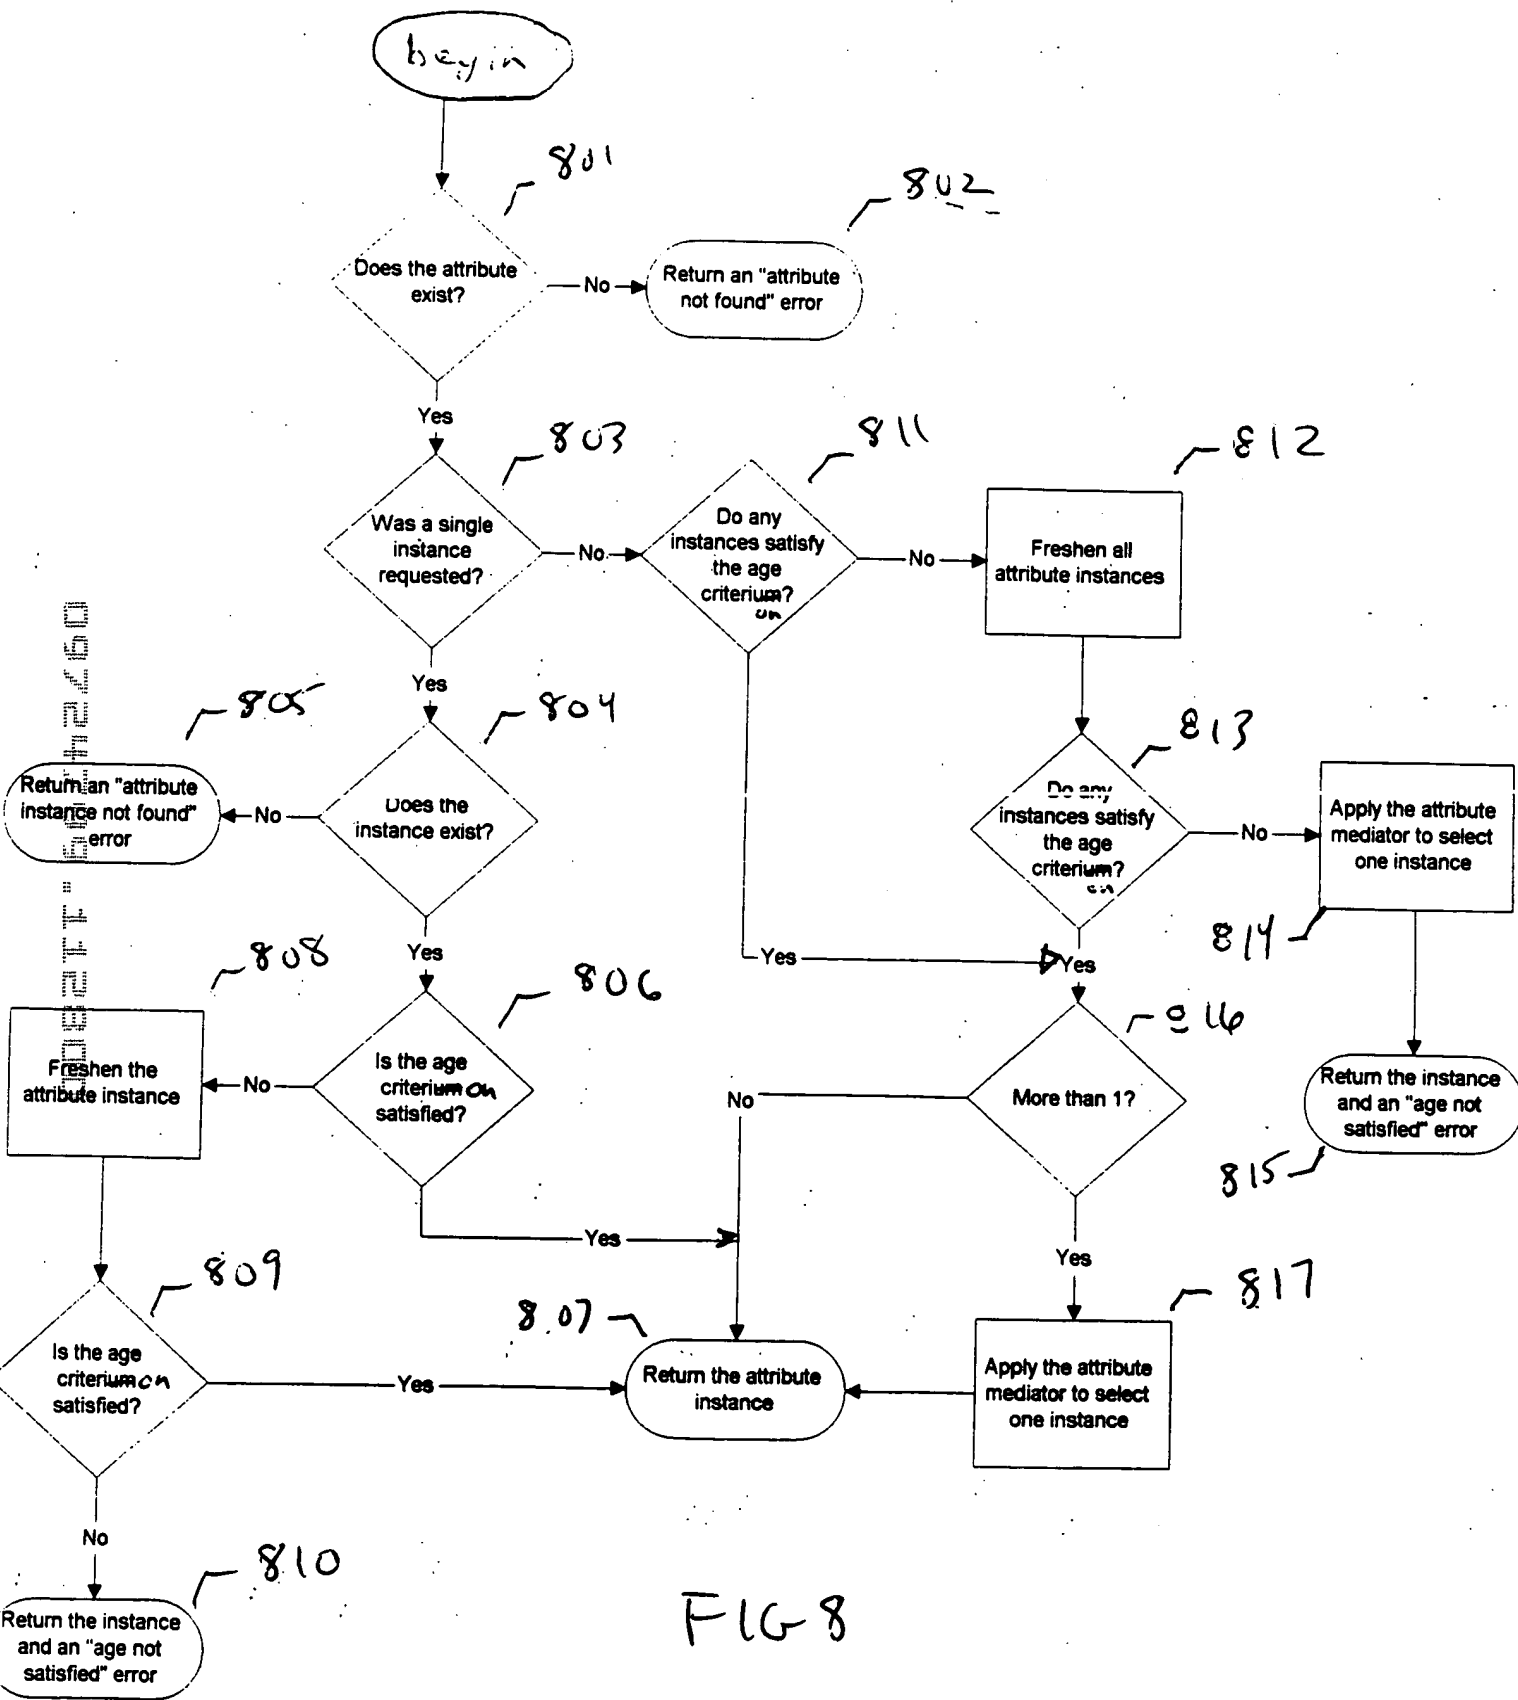 begin
801
802
Does the attribute
exist?
No
Return an "attribute
not found" error
Yes
803
811
812
Was a single
instance
requested?
No
Do any
instances satisfy
the age
criterium?
on
No
Freshen all
attribute instances
Yes
805
804
813
Return an "attribute
instance not found"
error
No
Does the
instance exist?
Do any
instances satisfy
the age
criterium?
on
No
Apply the attribute
mediator to select
one instance
814
Yes
Yes
Yes
808
806
816
Freshen the
attribute instance
No
Is the age
criterium on
satisfied?
No
More than 1?
Return the instance
and an "age not
satisfied" error
815
Yes
Yes
809
807
817
Is the age
criterium on
satisfied?
Yes
Return the attribute
instance
Apply the attribute
mediator to select
one instance
No
810
Return the instance
and an "age not
satisfied" error
FIG 8